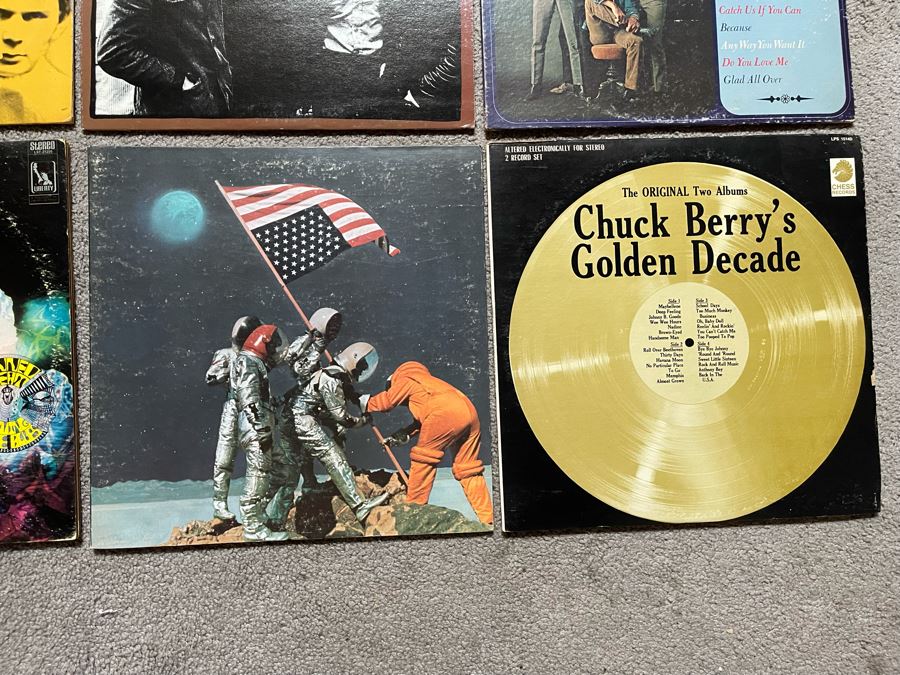 Catch Us If You Can
Because
Any Way You Want It
Do You Love Me
Glad All Over
STEREO
LIBERTY
ALTERED ELECTRONICALLY FOR STEREO
2 RECORD SET
LPS 1514D
CHESS
RECORDS
The ORIGINAL Two Albums
Chuck Berry's
Golden Decade
Side 1
Maybellene
Deep Feeling
Johnny B. Goode
Wee Wee Hours
Nadine
Brown-Eyed
Handsome Man
Side 2
Roll Over Beethoven
Thirty Days
Havana Moon
No Particular Place
To Go
Memphis
Almost Grown
Side 3
School Days
Too Much Monkey
Business
Oh, Baby Doll
Reelin' And Rockin'
You Can't Catch Me
Too Pooped To Pop
Side 4
Bye Bye Johnny
'Round And 'Round
Sweet Little Sixteen
Rock And Roll Music
Anthony Boy
Back In The
U.S.A.